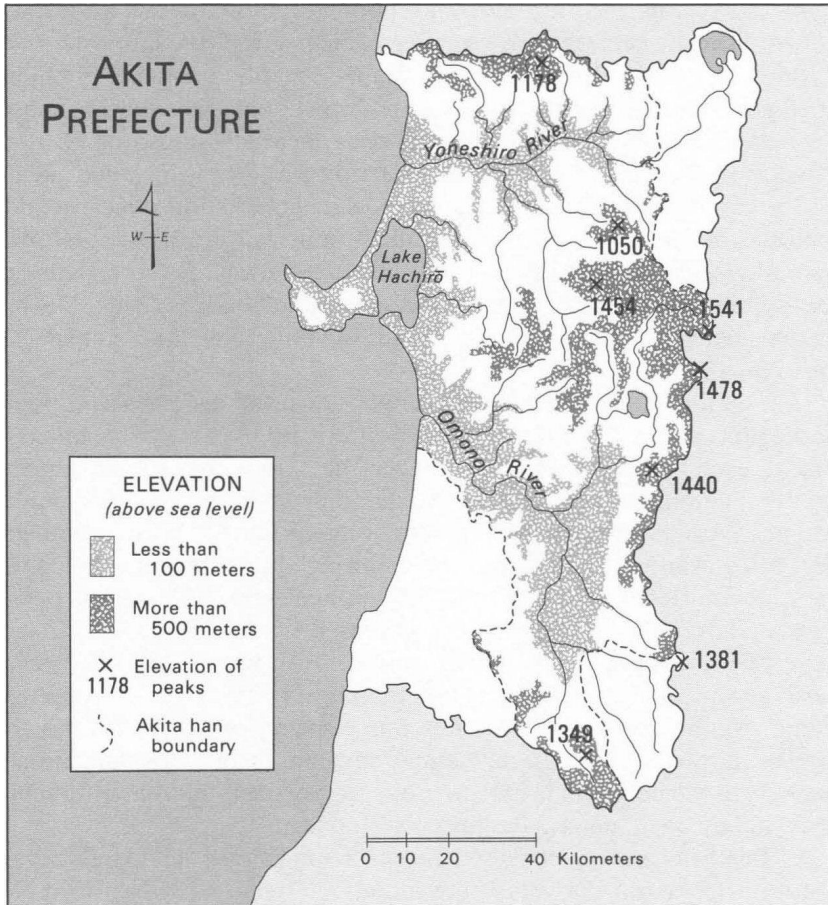 AKITA
PREFECTURE
W E
1178
Yoneshiro River
1050
Lake
Hachirō
1454
1541
1478
Omono River
1440
ELEVATION
(above sea level)
Less than
100 meters
More than
500 meters
Elevation of
1178 peaks
Akita han
boundary
1381
1349
0 10 20 40 Kilometers